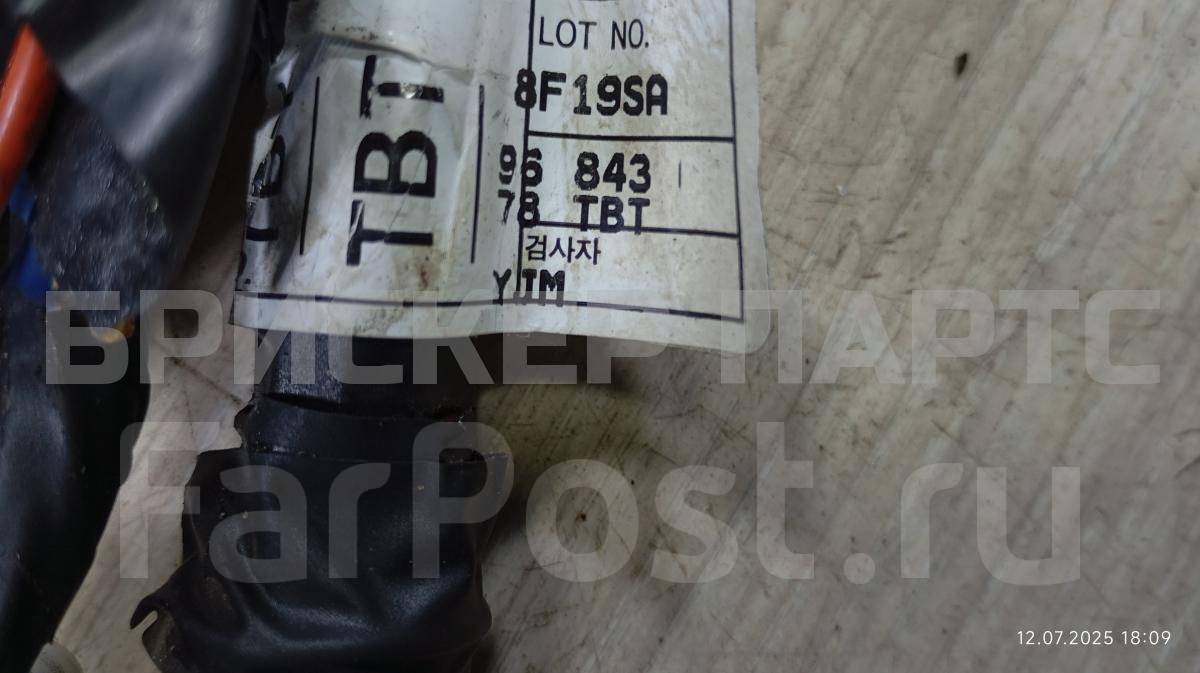 LOT NO.
8F19SA
TBT
96 843
78 TBT
검사자
YIM
БРИСКЕР ПАРТС
FarPost.ru
12.07.2025 18:09